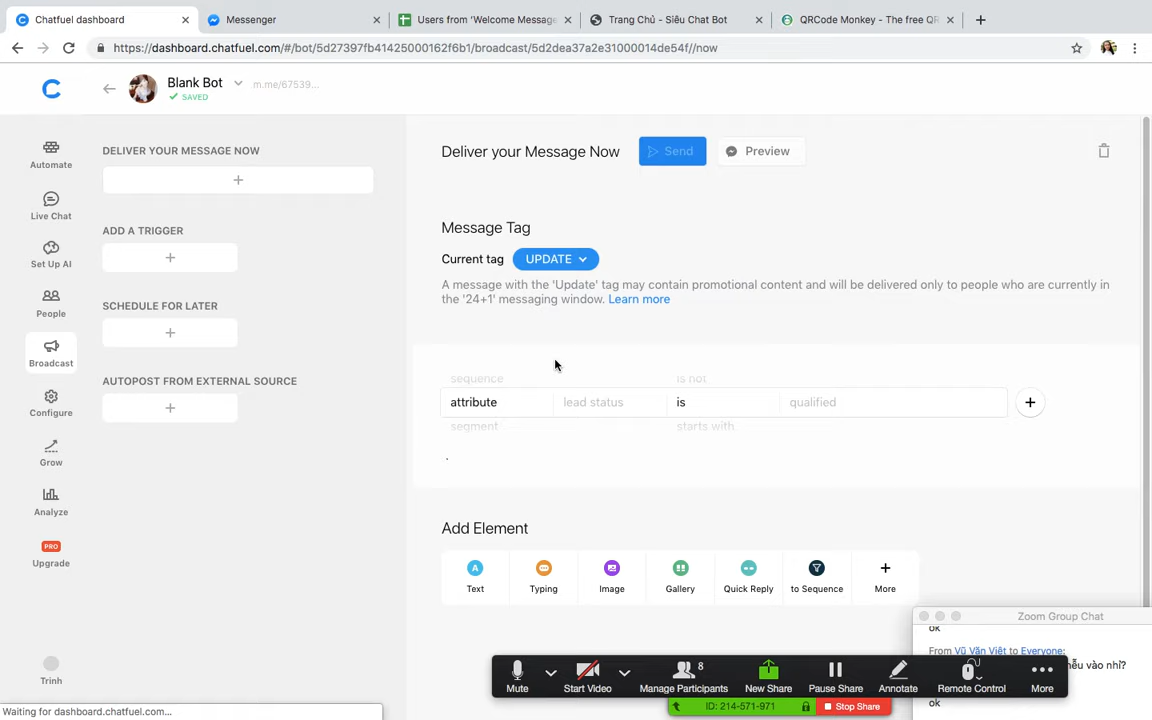 Chatfuel dashboard
Messenger
Users from 'Welcome Message
Trang Chủ - Siêu Chat Bot
QRCode Monkey - The free QR
https://dashboard.chatfuel.com/#/bot/5d27397fb41425000162f6b1/broadcast/5d2dea37a2e31000014de54f//now
Blank Bot
m.me/67539...
SAVED
Automate
Live Chat
Set Up AI
People
Broadcast
Configure
Grow
Analyze
PRO
Upgrade
Trinh
DELIVER YOUR MESSAGE NOW
ADD A TRIGGER
SCHEDULE FOR LATER
AUTOPOST FROM EXTERNAL SOURCE
Deliver your Message Now
Send
Preview
Message Tag
Current tag
UPDATE
A message with the 'Update' tag may contain promotional content and will be delivered only to people who are currently in
the '24+1' messaging window. Learn more
sequence
is not
attribute
lead status
is
qualified
segment
starts with
.
Add Element
Text
Typing
Image
Gallery
Quick Reply
to Sequence
More
Zoom Group Chat
ok
From Vũ Văn Việt to Everyone:
nễu vào nhỉ?
ok
Mute
Start Video
8
Manage Participants
New Share
Pause Share
Annotate
Remote Control
More
ID: 214-571-971
Stop Share
Waiting for dashboard.chatfuel.com...